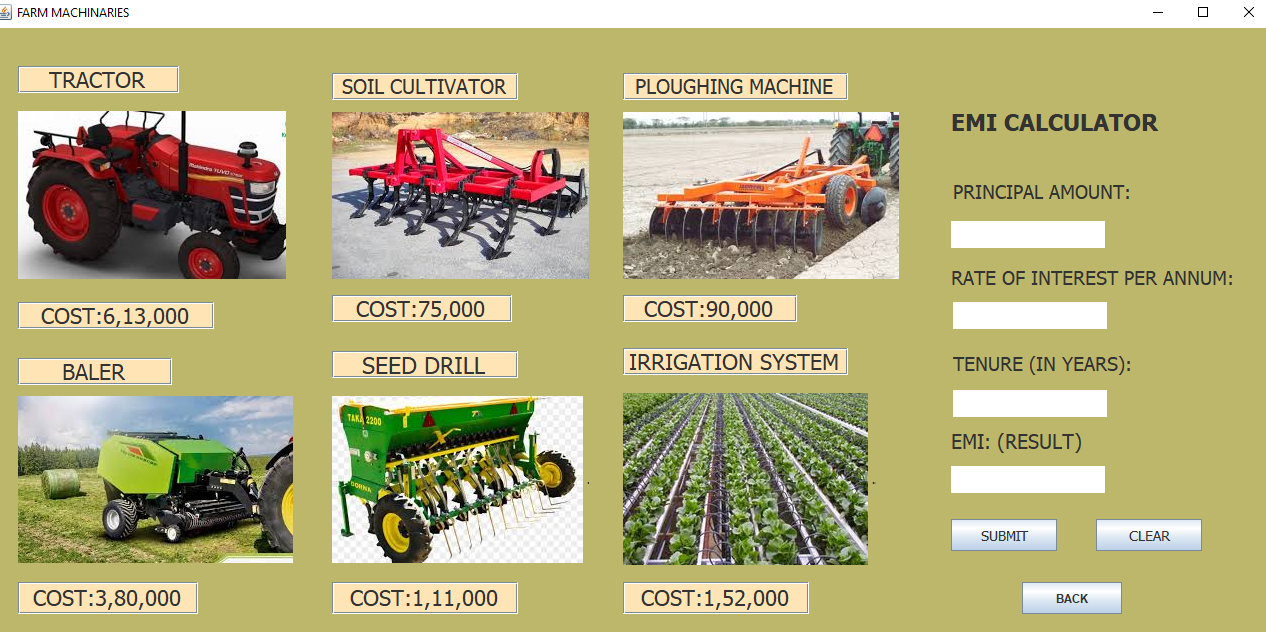 FARM MACHINARIES
TRACTOR
SOIL CULTIVATOR
PLOUGHING MACHINE
Mahindra YUVO
COST:6,13,000
COST:75,000
COST:90,000
BALER
SEED DRILL
IRRIGATION SYSTEM
TAKA 2200
COST:3,80,000
COST:1,11,000
COST:1,52,000
EMI CALCULATOR
PRINCIPAL AMOUNT:
RATE OF INTEREST PER ANNUM:
TENURE (IN YEARS):
EMI: (RESULT)
SUBMIT
CLEAR
BACK